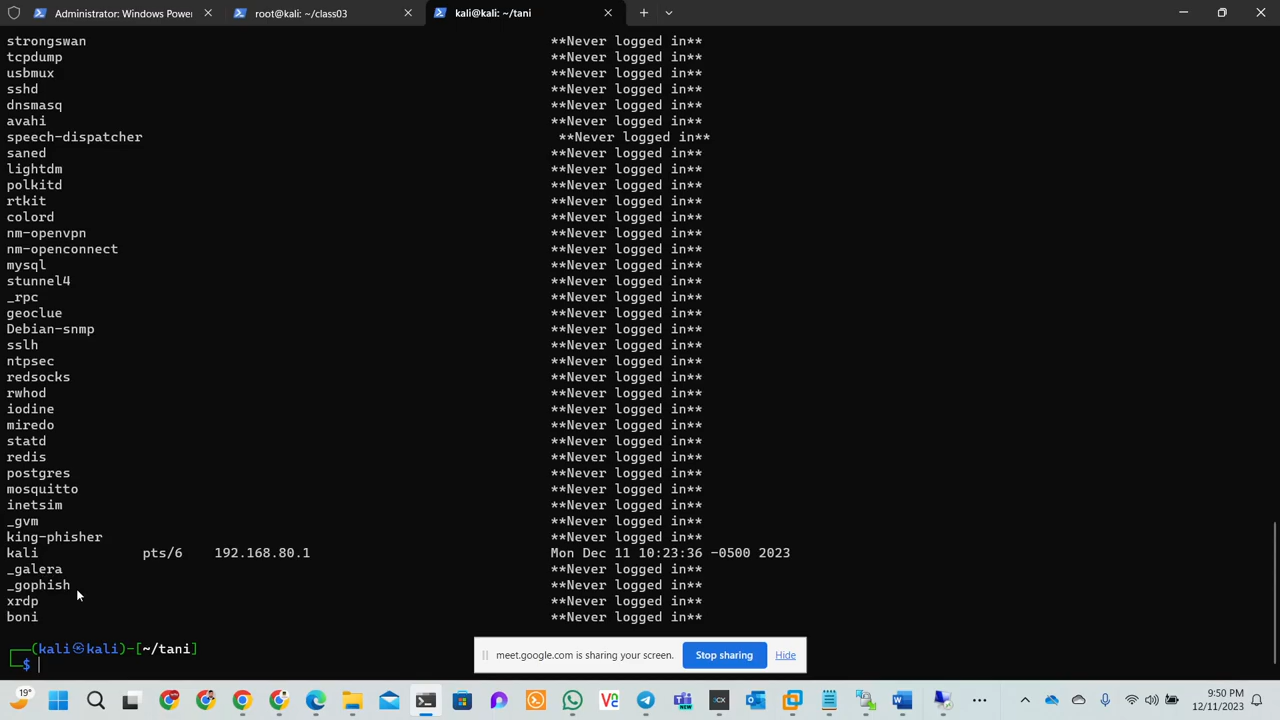 Administrator: Windows Power
root@kali: ~/class03
kali@kali: ~/tani
strongswan **Never logged in**
tcpdump **Never logged in**
usbmux **Never logged in**
sshd **Never logged in**
dnsmasq **Never logged in**
avahi **Never logged in**
speech-dispatcher **Never logged in**
saned **Never logged in**
lightdm **Never logged in**
polkitd **Never logged in**
rtkit **Never logged in**
colord **Never logged in**
nm-openvpn **Never logged in**
nm-openconnect **Never logged in**
mysql **Never logged in**
stunnel4 **Never logged in**
_rpc **Never logged in**
geoclue **Never logged in**
Debian-snmp **Never logged in**
sslh **Never logged in**
ntpsec **Never logged in**
redsocks **Never logged in**
rwhod **Never logged in**
iodine **Never logged in**
miredo **Never logged in**
statd **Never logged in**
redis **Never logged in**
postgres **Never logged in**
mosquitto **Never logged in**
inetsim **Never logged in**
_gvm **Never logged in**
king-phisher **Never logged in**
kali pts/6 192.168.80.1 Mon Dec 11 10:23:36 -0500 2023
_galera **Never logged in**
_gophish **Never logged in**
xrdp **Never logged in**
boni **Never logged in**
(kali㉿kali)-[~/tani]
$
meet.google.com is sharing your screen. Stop sharing Hide
19°
9:50 PM
12/11/2023